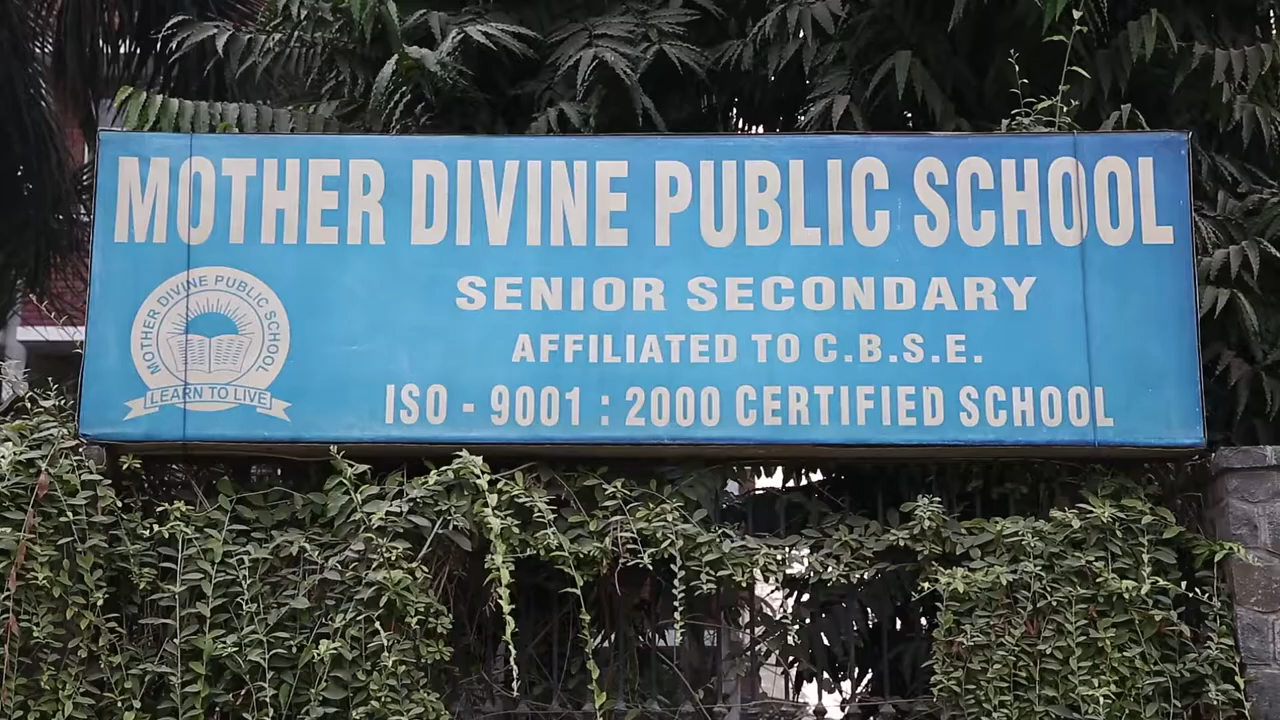 MOTHER DIVINE PUBLIC SCHOOL
SENIOR SECONDARY
AFFILIATED TO C.B.S.E.
ISO - 9001 : 2000 CERTIFIED SCHOOL
MOTHER DIVINE PUBLIC SCHOOL
LEARN TO LIVE